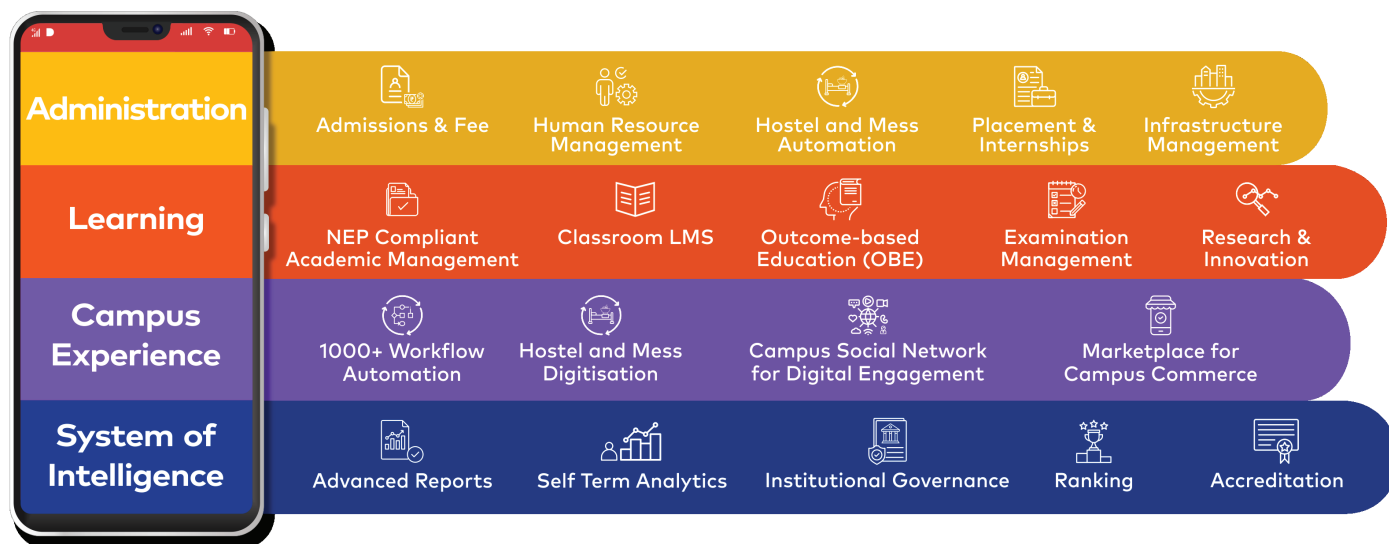 Administration
Admissions & Fee
Human Resource
Management
Hostel and Mess
Automation
Placement &
Internships
Infrastructure
Management
Learning
NEP Compliant
Academic Management
Classroom LMS
Outcome-based
Education (OBE)
Examination
Management
Research &
Innovation
Campus
Experience
1000+ Workflow
Automation
Hostel and Mess
Digitisation
Campus Social Network
for Digital Engagement
Marketplace for
Campus Commerce
System of
Intelligence
Advanced Reports
Self Term Analytics
Institutional Governance
Ranking
Accreditation